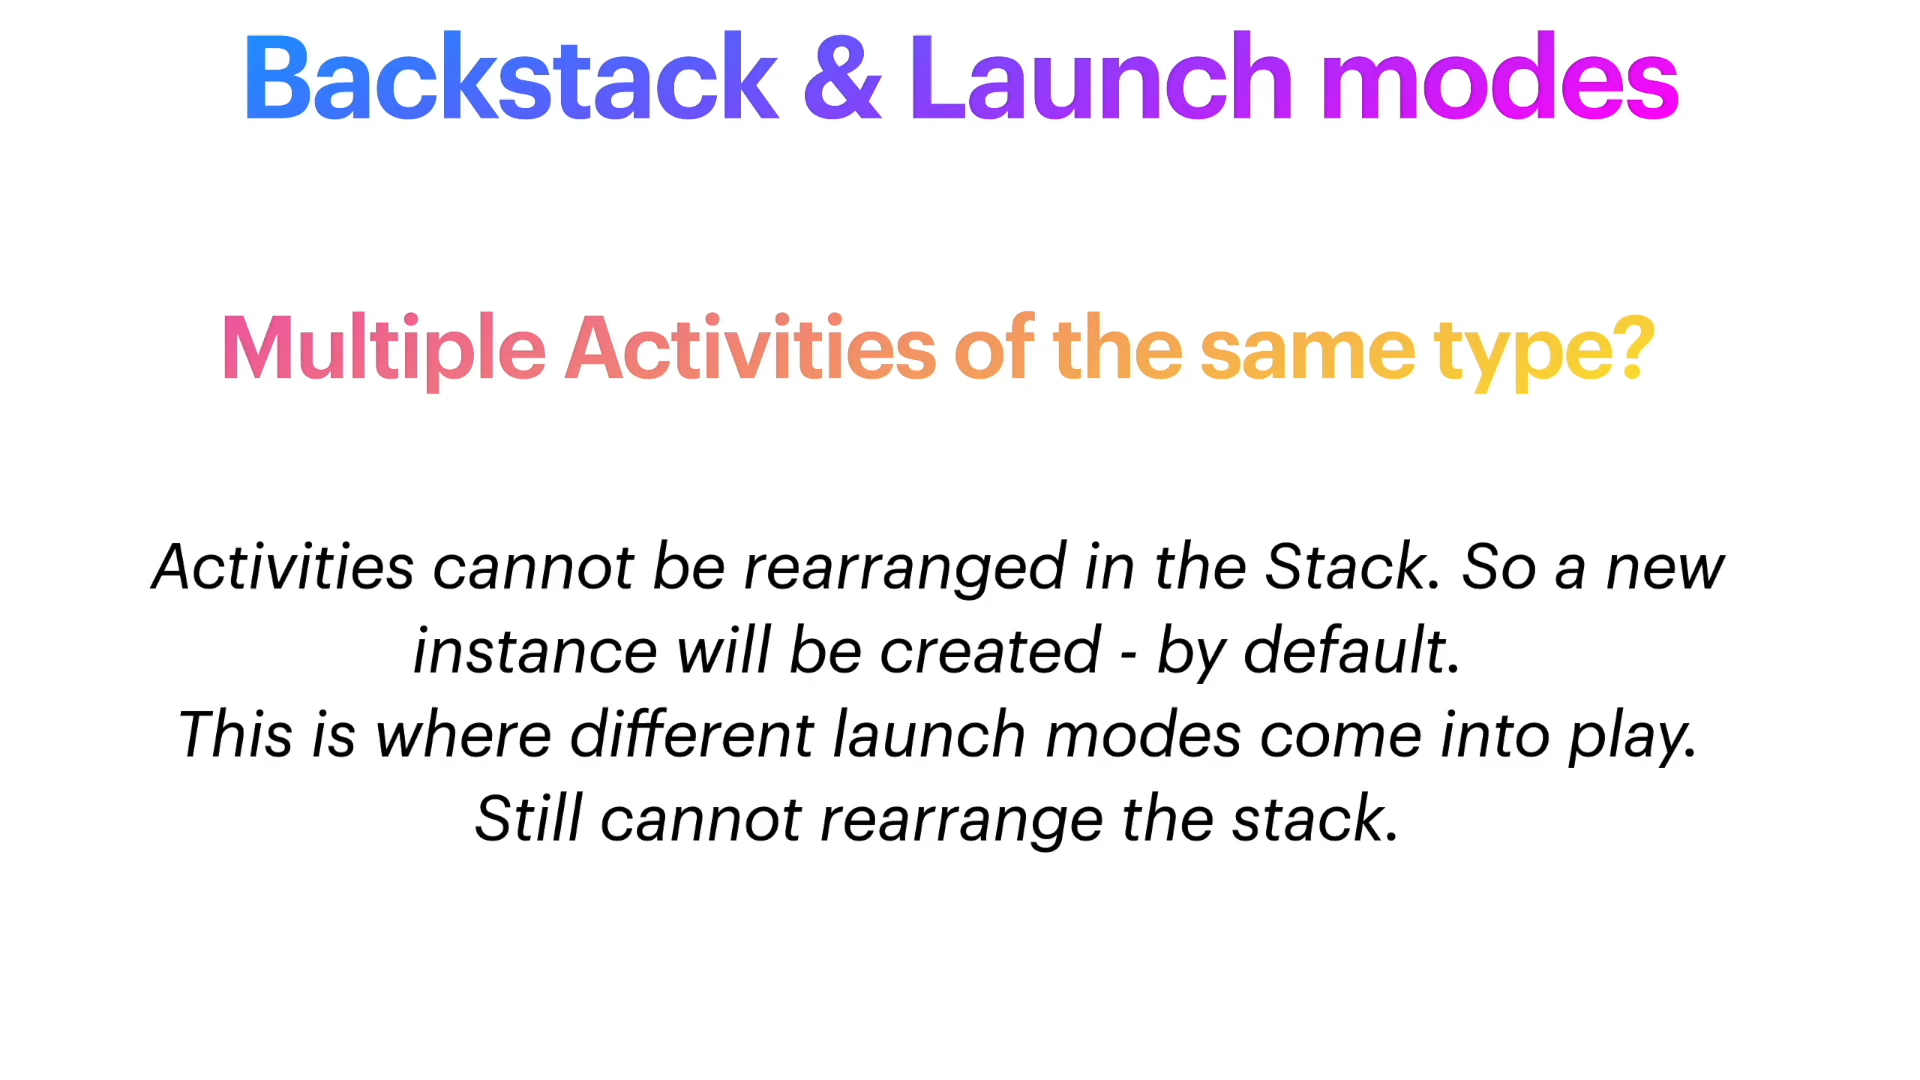 Backstack & Launch modes
Multiple Activities of the same type?
Activities cannot be rearranged in the Stack. So a new
instance will be created - by default.
This is where different launch modes come into play.
Still cannot rearrange the stack.